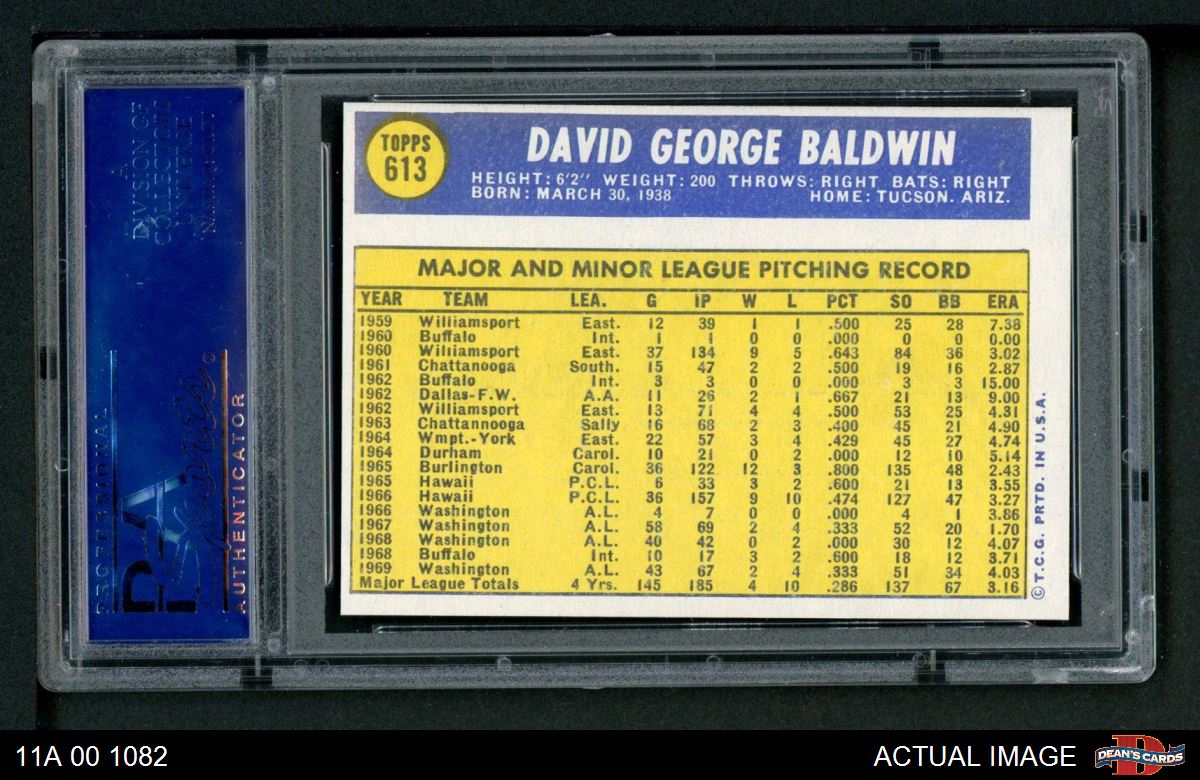 A
DIVISION OF
COLLECTORS
UNIVERSE
NASDAQ: CLCT
PROFESSIONAL
PSA
Sports
AUTHENTICATOR
TOPPS
613
DAVID GEORGE BALDWIN
HEIGHT: 6'2" WEIGHT: 200 THROWS: RIGHT BATS: RIGHT
BORN: MARCH 30, 1938 HOME: TUCSON. ARIZ.
MAJOR AND MINOR LEAGUE PITCHING RECORD
YEAR TEAM LEA. G IP W L PCT SO BB ERA
1959 Williamsport East. 12 39 1 1 .500 25 28 7.38
1960 Buffalo Int. 1 1 0 0 .000 0 0 0.00
1960 Williamsport East. 37 134 9 5 .643 84 36 3.02
1961 Chattanooga South. 15 47 2 2 .500 19 16 2.87
1962 Buffalo Int. 3 3 0 0 .000 3 3 15.00
1962 Dallas-F.W. A.A. 11 26 2 1 .667 21 13 9.00
1962 Williamsport East. 13 71 4 4 .500 53 25 4.31
1963 Chattannooga Sally 16 68 2 3 .400 45 21 4.90
1964 Wmpt.-York East. 22 57 3 4 .429 45 27 4.74
1964 Durham Carol. 10 21 0 2 .000 12 10 5.14
1965 Burlington Carol. 36 122 12 3 .800 135 48 2.43
1965 Hawaii P.C.L. 6 33 3 2 .600 21 13 3.55
1966 Hawaii P.C.L. 36 157 9 10 .474 127 47 3.27
1966 Washington A.L. 4 7 0 0 .000 4 1 3.86
1967 Washington A.L. 58 69 2 4 .333 52 20 1.70
1968 Washington A.L. 40 42 0 2 .000 30 12 4.07
1968 Buffalo Int. 10 17 3 2 .600 18 12 3.71
1969 Washington A.L. 43 67 2 4 .333 51 34 4.03
Major League Totals 4 Yrs. 145 185 4 10 .286 137 67 3.16
© T.C.G. PRTD. IN U.S.A.
11A 00 1082
ACTUAL IMAGE
D
DEAN'S CARDS